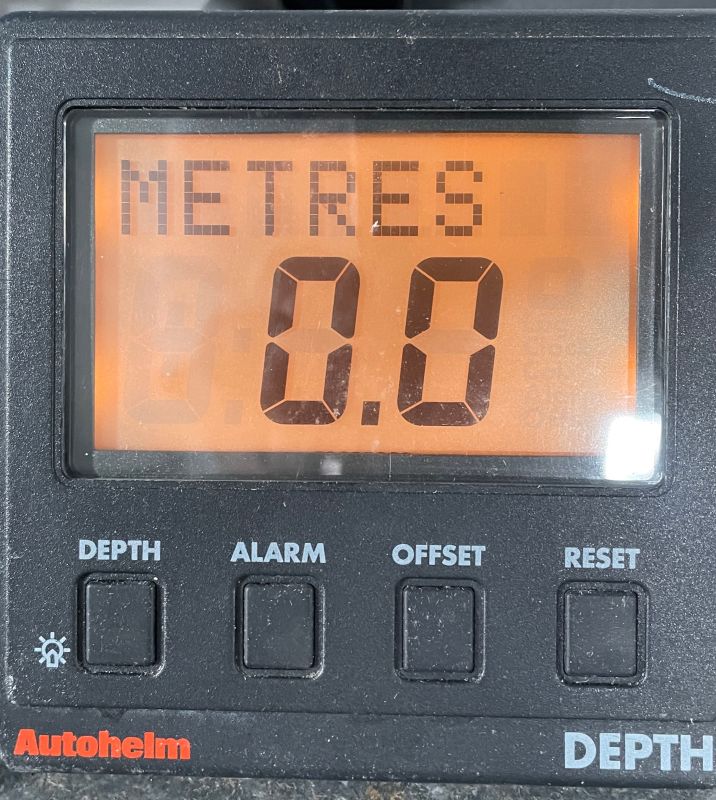 METRES
0.0
DEPTH ALARM OFFSET RESET
Autohelm DEPTH